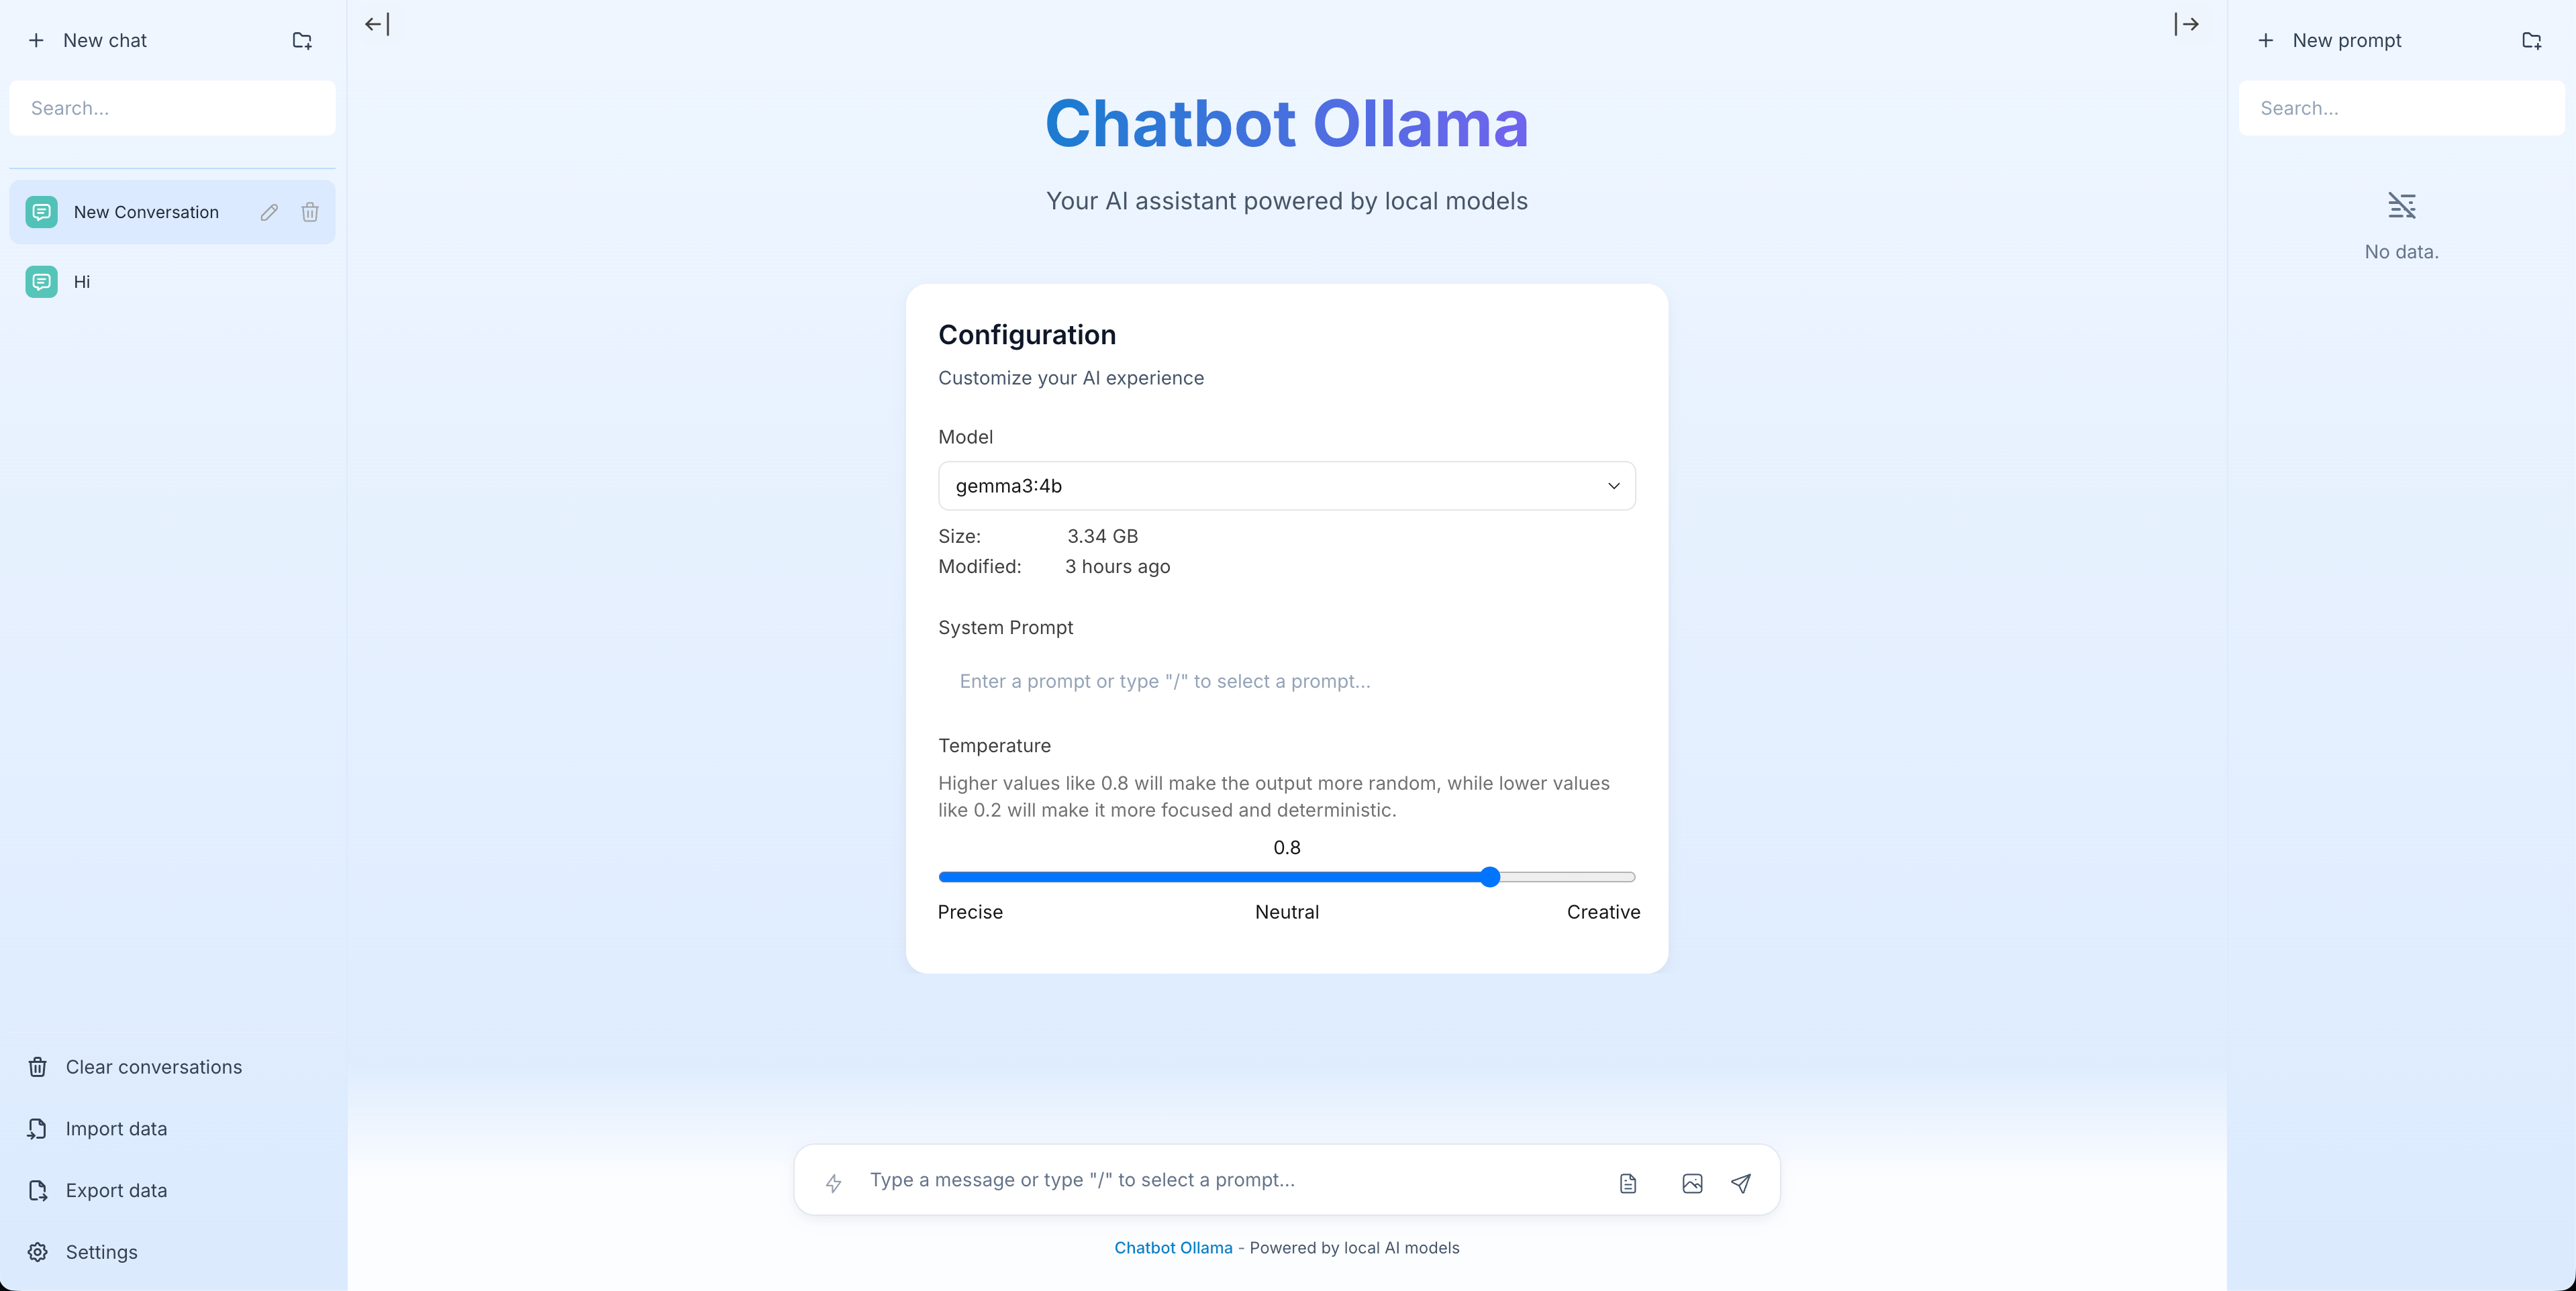 New chat
Search...
New Conversation
Hi
Clear conversations
Import data
Export data
Settings
Chatbot Ollama
Your AI assistant powered by local models
Configuration
Customize your AI experience
Model
gemma3:4b
Size: 3.34 GB
Modified: 3 hours ago
System Prompt
Enter a prompt or type "/" to select a prompt...
Temperature
Higher values like 0.8 will make the output more random, while lower values
like 0.2 will make it more focused and deterministic.
0.8
Precise Neutral Creative
Type a message or type "/" to select a prompt...
Chatbot Ollama - Powered by local AI models
New prompt
Search...
No data.